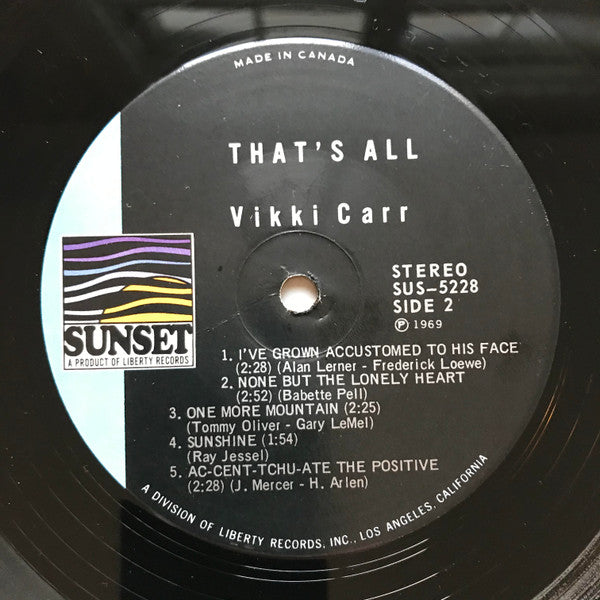 MADE IN CANADA
THAT'S ALL
Vikki Carr
STEREO
SUS-5228
SIDE 2
Ⓟ 1969
SUNSET
A PRODUCT OF LIBERTY RECORDS
1. I'VE GROWN ACCUSTOMED TO HIS FACE
(2:28) (Alan Lerner - Frederick Loewe)
2. NONE BUT THE LONELY HEART
(2:52) (Babette Pell)
3. ONE MORE MOUNTAIN (2:25)
(Tommy Oliver - Gary LeMel)
4. SUNSHINE (1:54)
(Ray Jessel)
5. AC-CENT-TCHU-ATE THE POSITIVE
(2:28) (J. Mercer - H. Arlen)
A DIVISION OF LIBERTY RECORDS, INC., LOS ANGELES, CALIFORNIA